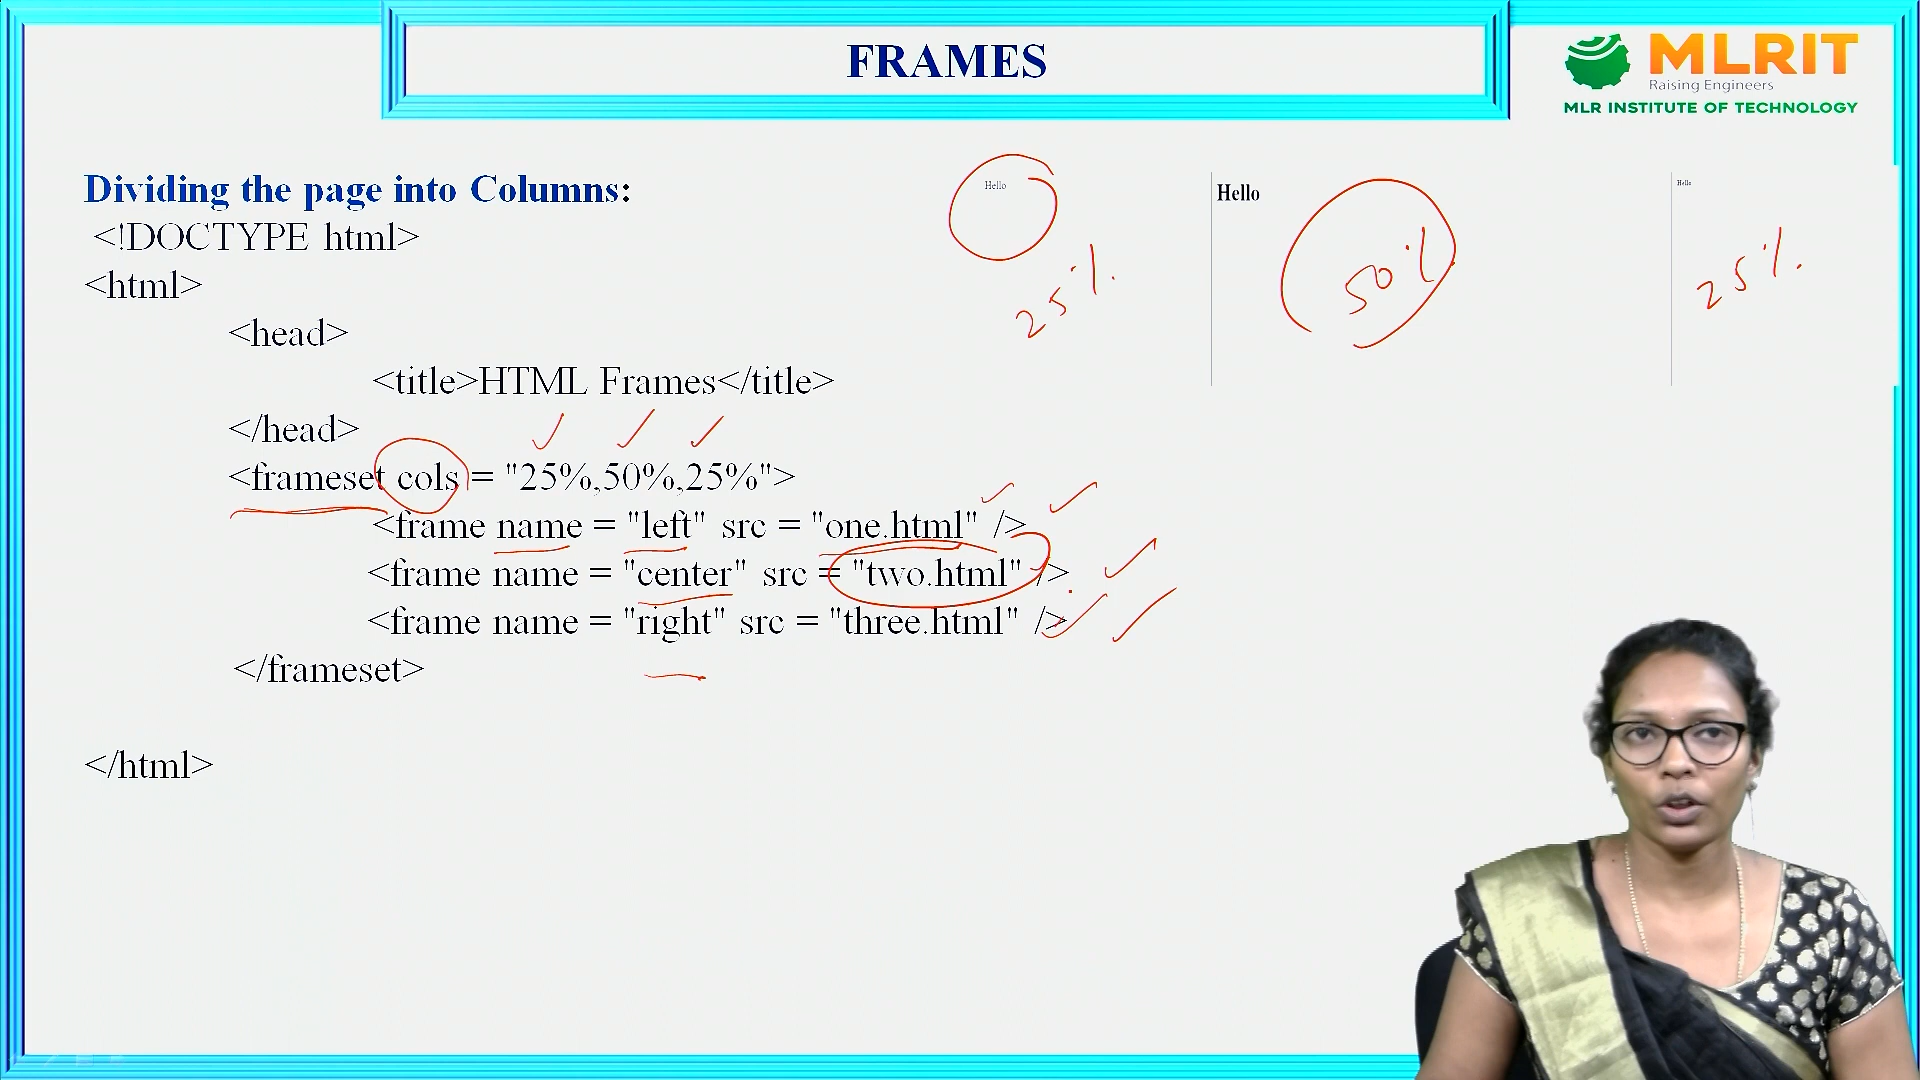 FRAMES
MLRIT
Raising Engineers
MLR INSTITUTE OF TECHNOLOGY
Dividing the page into Columns:
<!DOCTYPE html>
<html>
<head>
<title>HTML Frames</title>
</head>
<frameset cols = "25%,50%,25%">
<frame name = "left" src = "one.html" />
<frame name = "center" src = "two.html" />
<frame name = "right" src = "three.html" />
</frameset>
</html>
Hello
Hello
Hello
25%
50%
25%